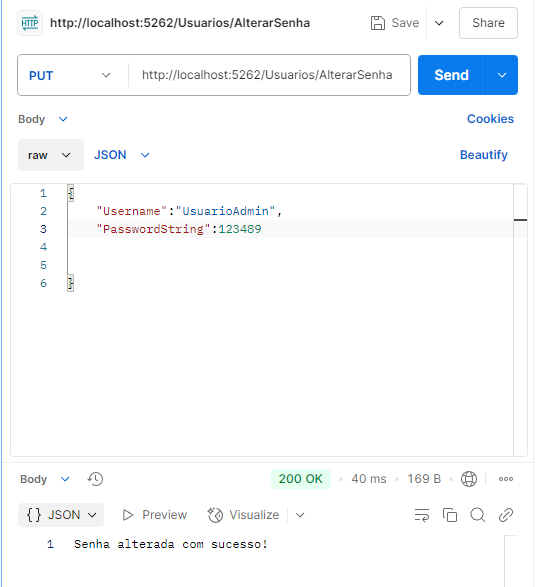 HTTP http://localhost:5262/Usuarios/AlterarSenha Save Share
PUT http://localhost:5262/Usuarios/AlterarSenha Send
Body Cookies
raw JSON Beautify
1 {
2 "Username":"UsuarioAdmin",
3 "PasswordString":123489
4
5
6 }
Body 200 OK • 40 ms • 169 B
{} JSON Preview Visualize
1 Senha alterada com sucesso!